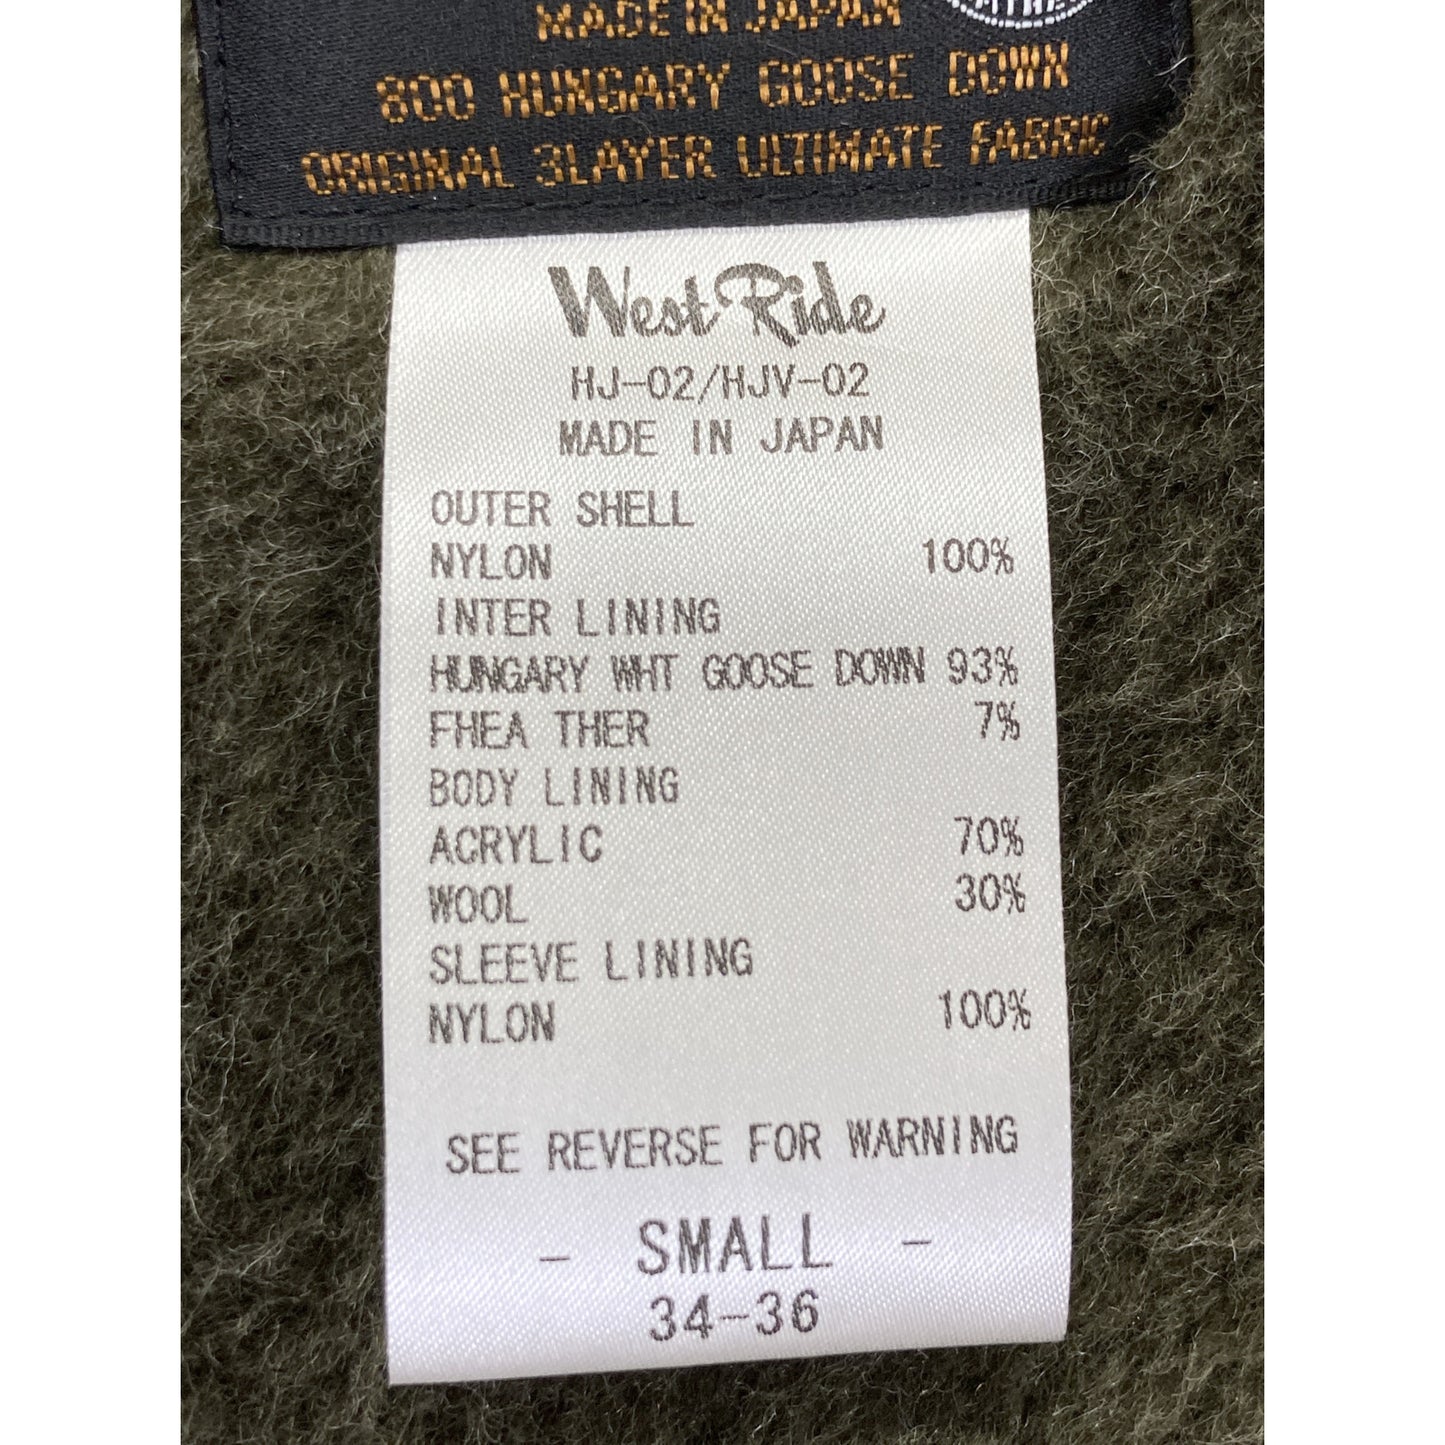 MADE IN JAPAN
800 HUNGARY GOOSE DOWN
ORIGINAL 3LAYER ULTIMATE FABRIC
West Ride
HJ-02/HJV-02
MADE IN JAPAN
OUTER SHELL
NYLON 100%
INTER LINING
HUNGARY WHT GOOSE DOWN 93%
FHEA THER 7%
BODY LINING
ACRYLIC 70%
WOOL 30%
SLEEVE LINING
NYLON 100%
SEE REVERSE FOR WARNING
- SMALL -
34-36